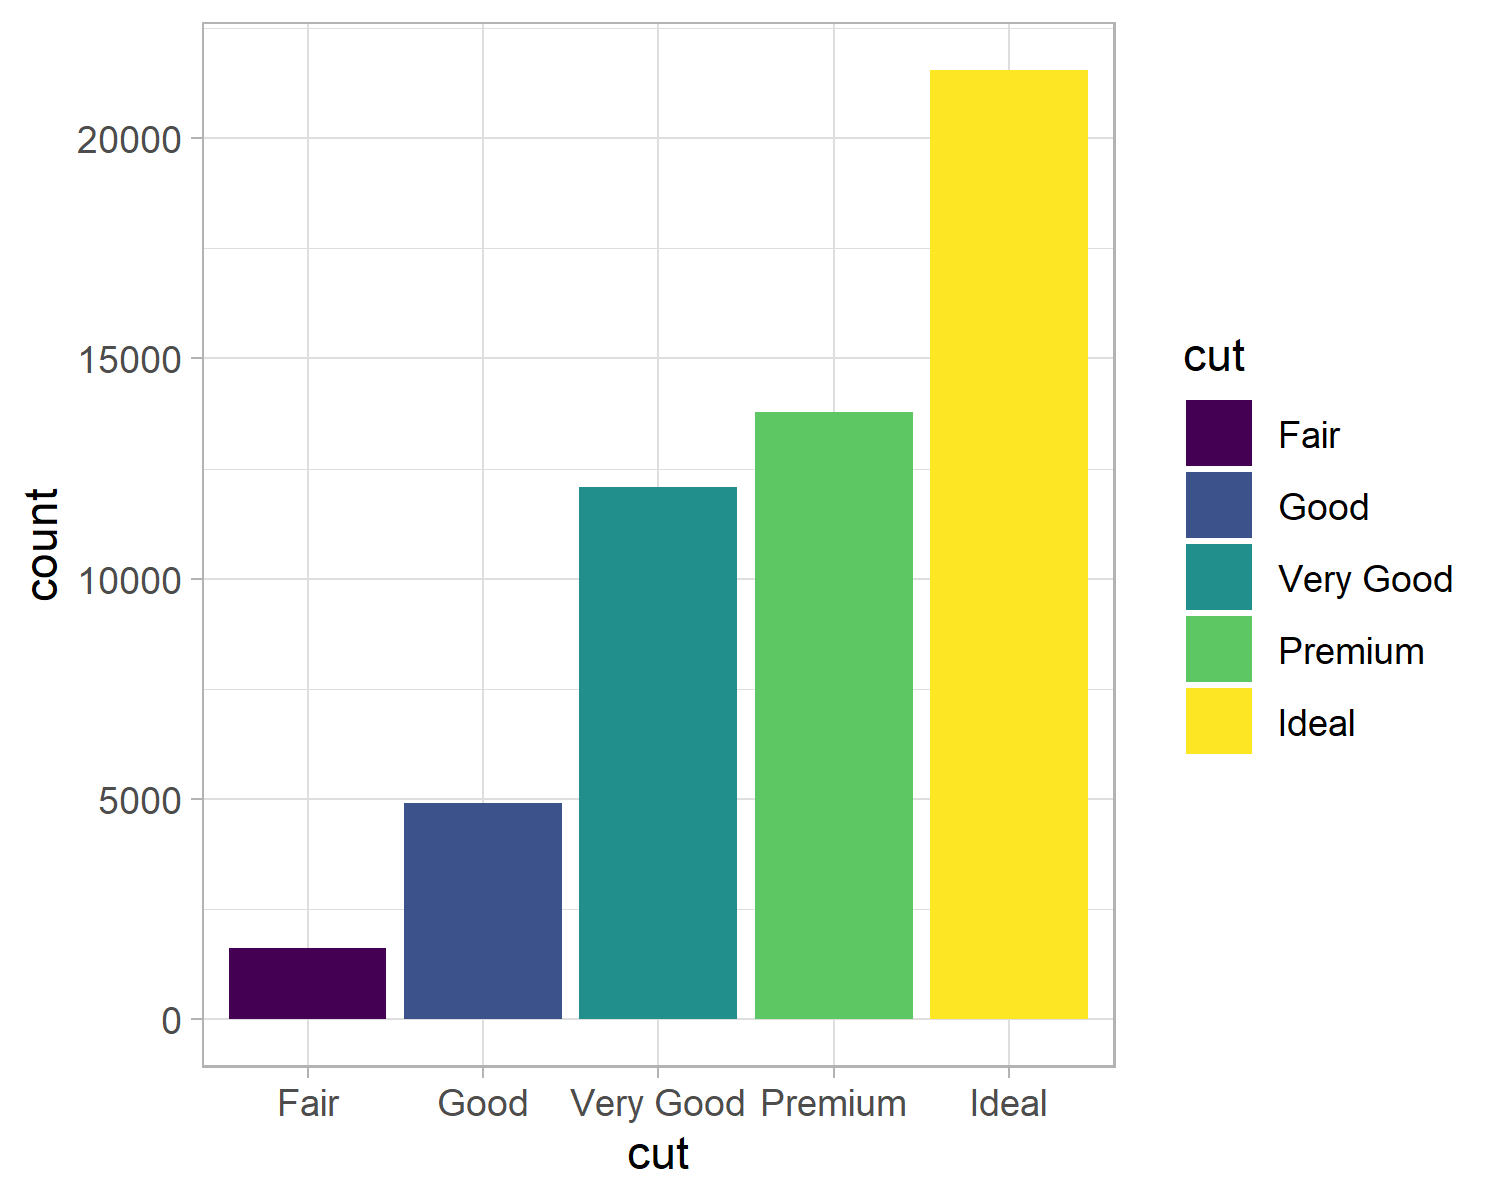 count
20000
15000
10000
5000
0
Fair Good Very Good Premium Ideal
cut
cut
Fair
Good
Very Good
Premium
Ideal